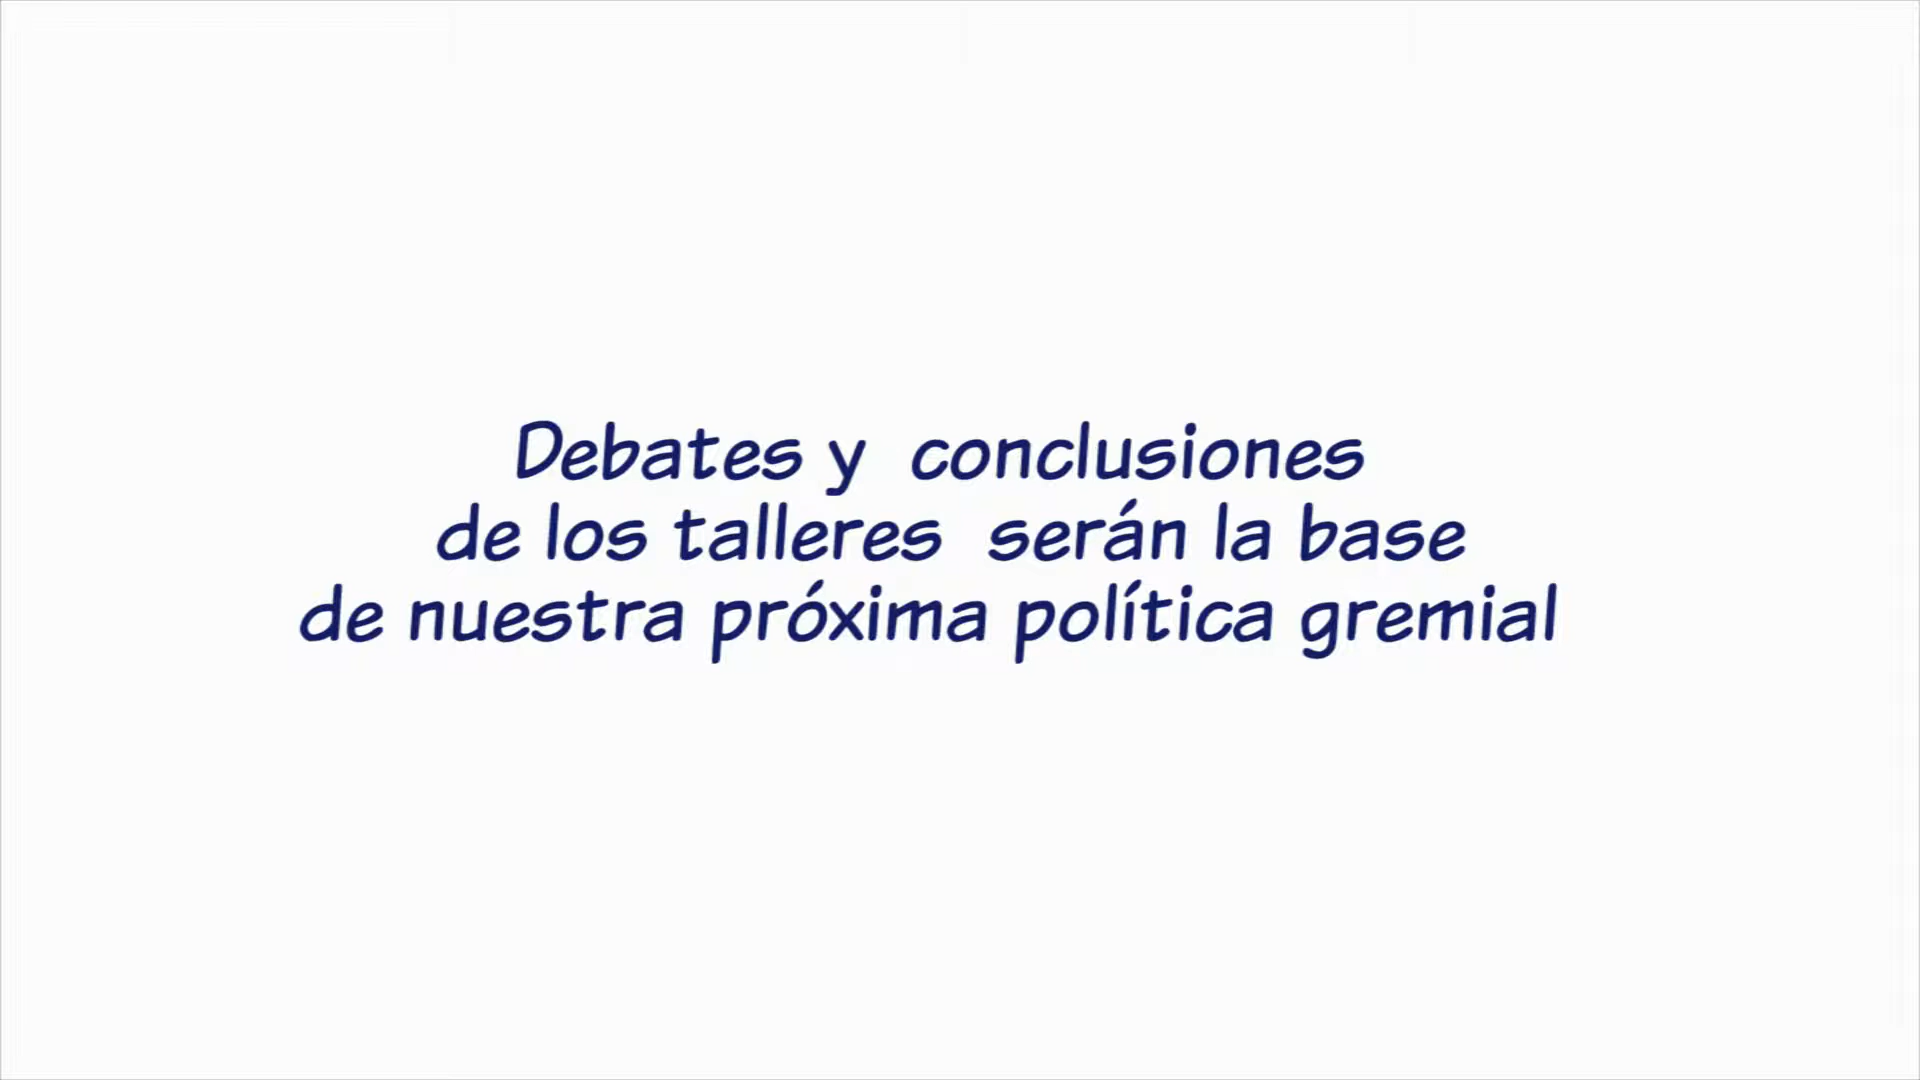 Debates y conclusiones
de los talleres serán la base
de nuestra próxima política gremial